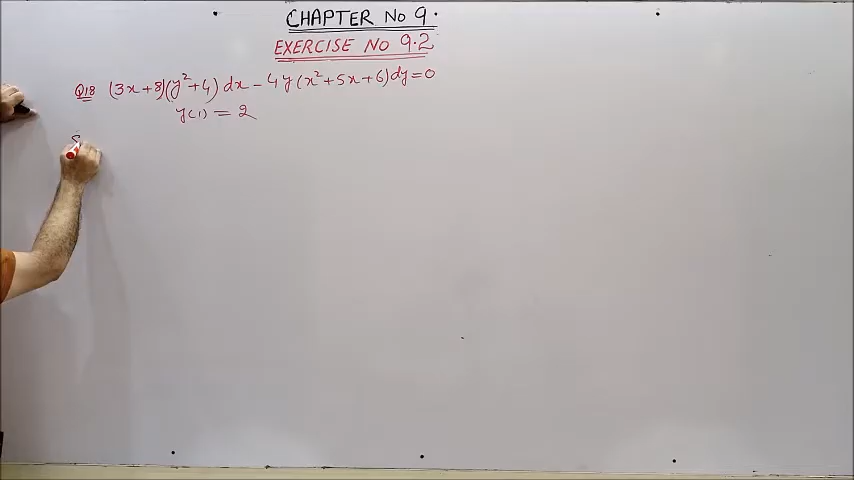 CHAPTER No 9.
EXERCISE No 9.2
Q18 (3x+8)(y²+4) dx - 4y(x²+5x+6)dy=0
y(1) = 2
S